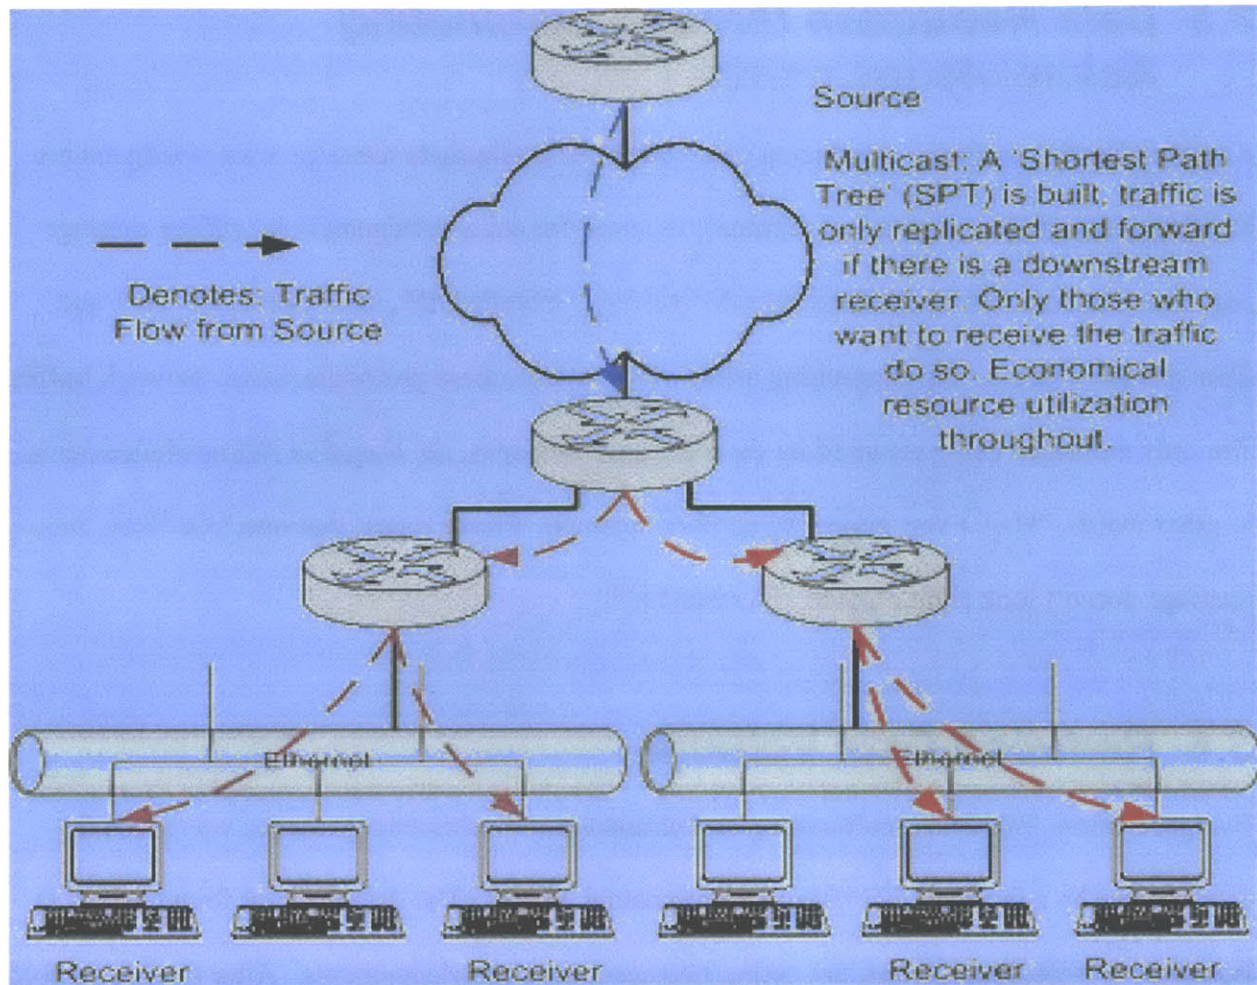 Source
Multicast: A 'Shortest Path
Tree' (SPT) is built, traffic is
only replicated and forward
if there is a downstream
receiver. Only those who
want to receive the traffic
do so. Economical
resource utilization
throughout.
Denotes: Traffic
Flow from Source
Ethernet
Ethernet
Receiver
Receiver
Receiver
Receiver